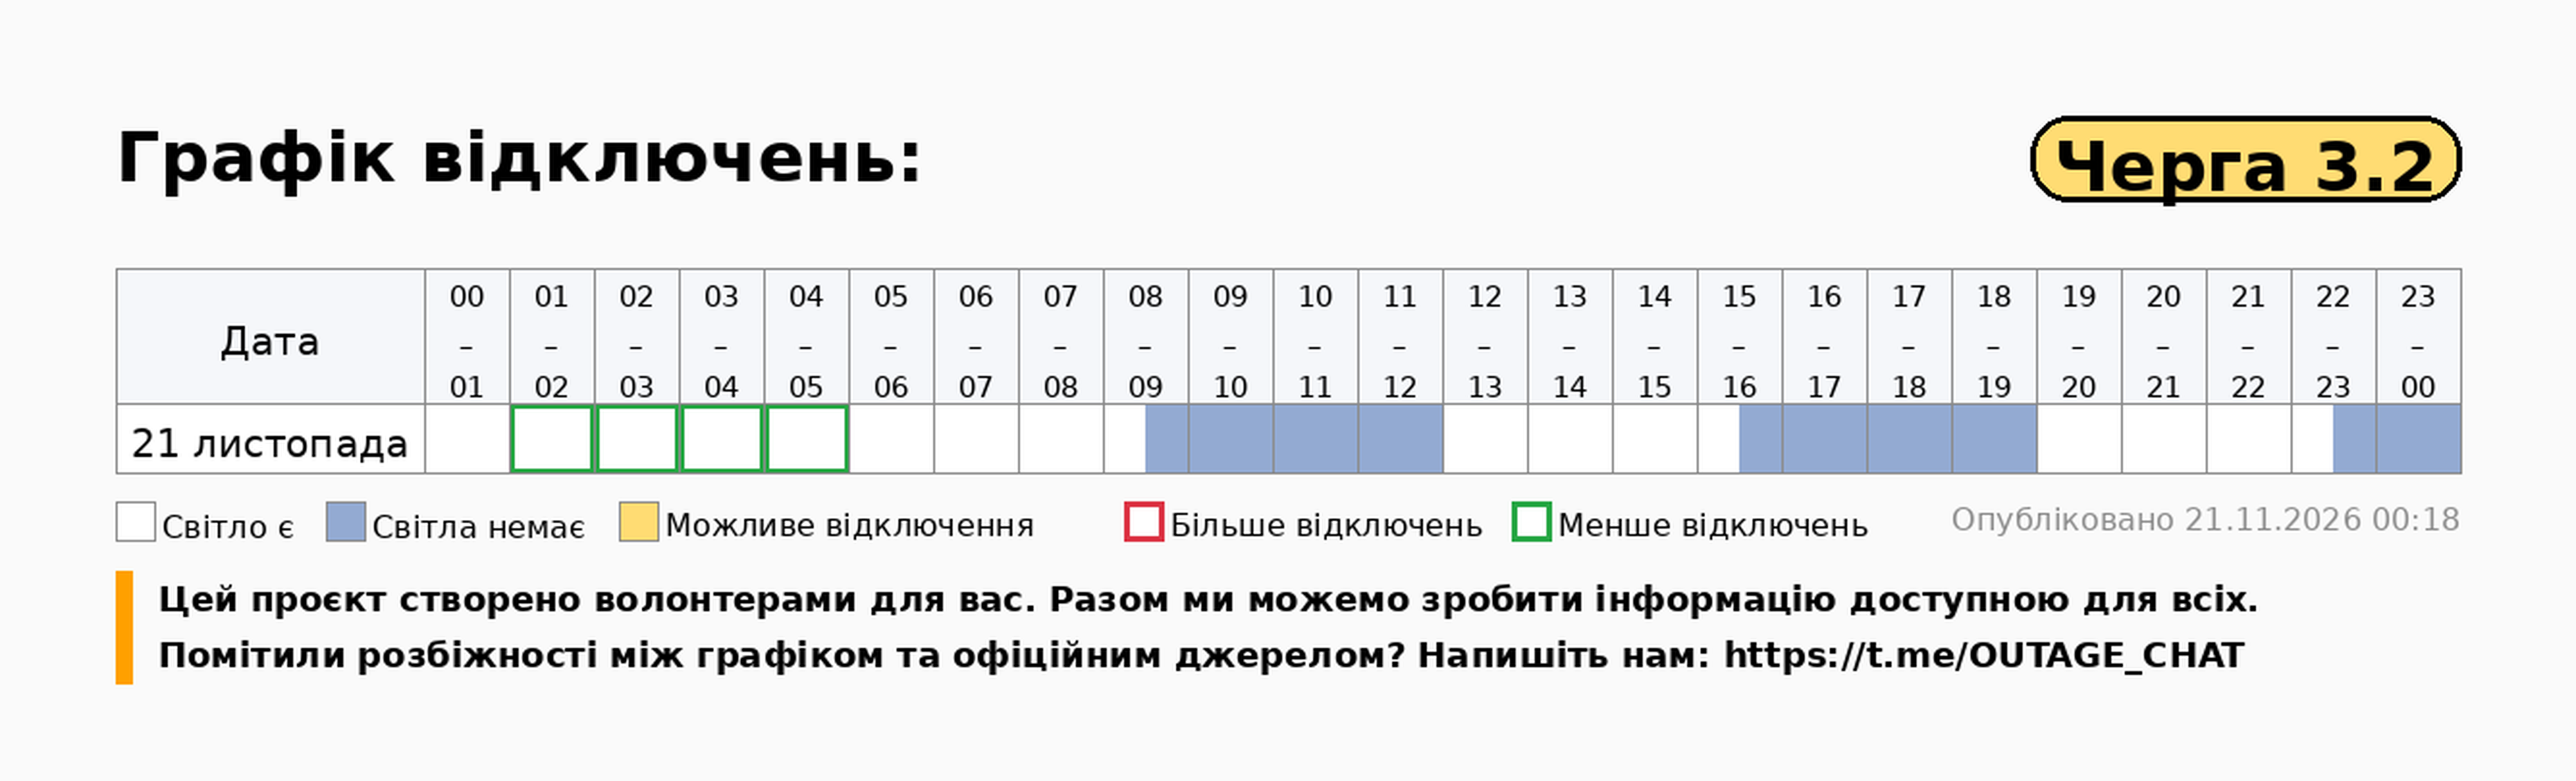 Графік відключень:
Черга 3.2
Дата
00 – 01
01 – 02
02 – 03
03 – 04
04 – 05
05 – 06
06 – 07
07 – 08
08 – 09
09 – 10
10 – 11
11 – 12
12 – 13
13 – 14
14 – 15
15 – 16
16 – 17
17 – 18
18 – 19
19 – 20
20 – 21
21 – 22
22 – 23
23 – 00
21 листопада
Світло є Світла немає Можливе відключення Більше відключень Менше відключень Опубліковано 21.11.2026 00:18
Цей проєкт створено волонтерами для вас. Разом ми можемо зробити інформацію доступною для всіх.
Помітили розбіжності між графіком та офіційним джерелом? Напишіть нам: https://t.me/OUTAGE_CHAT